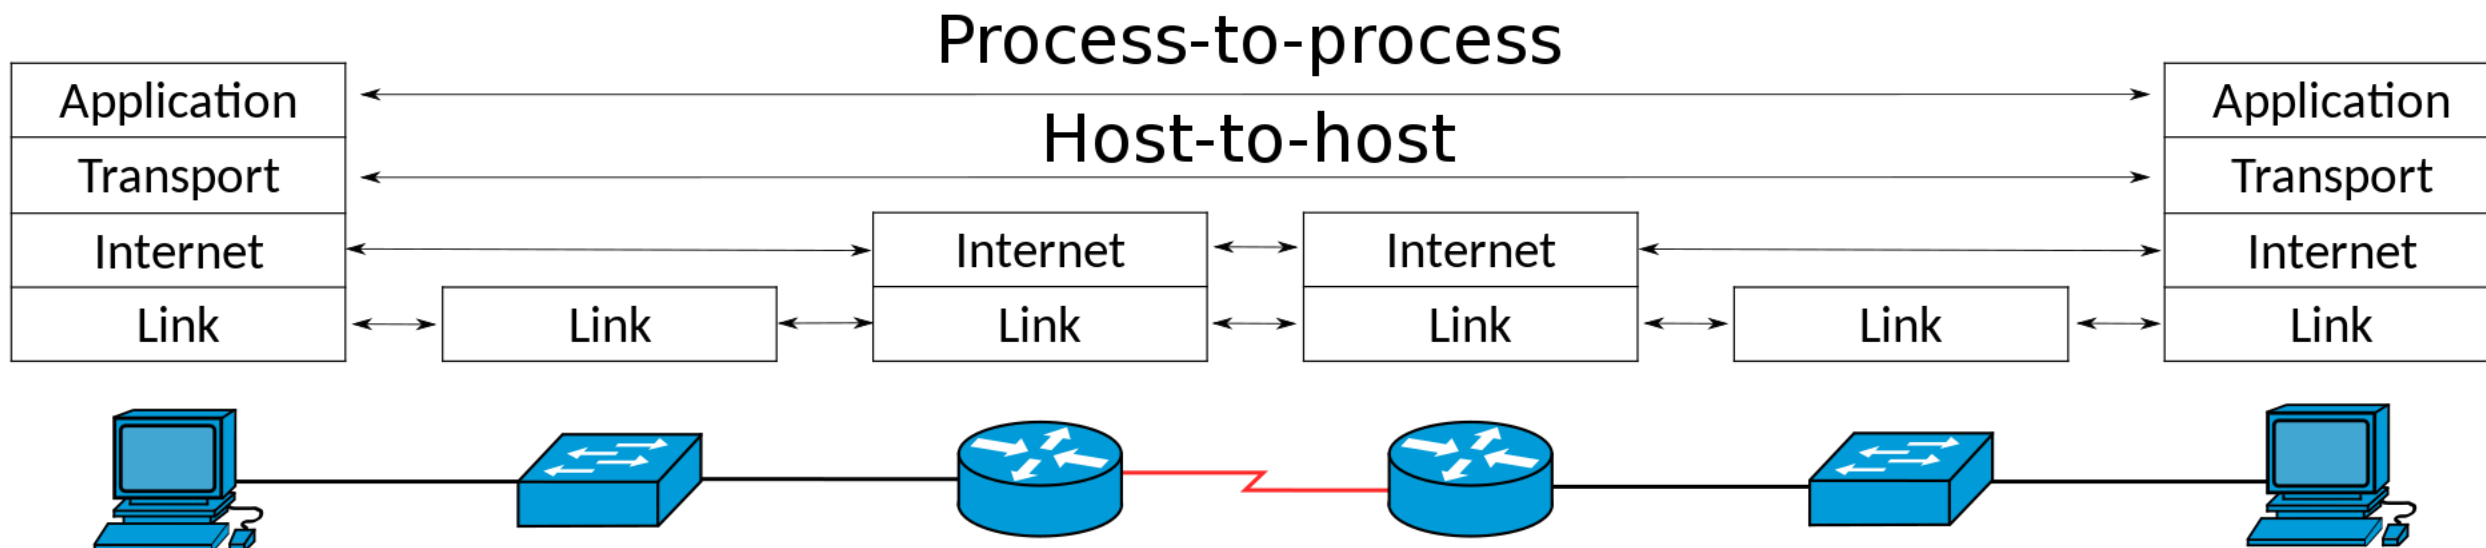 Process-to-process
Application Application
Host-to-host
Transport Transport
Internet Internet Internet Internet
Link Link Link Link Link Link